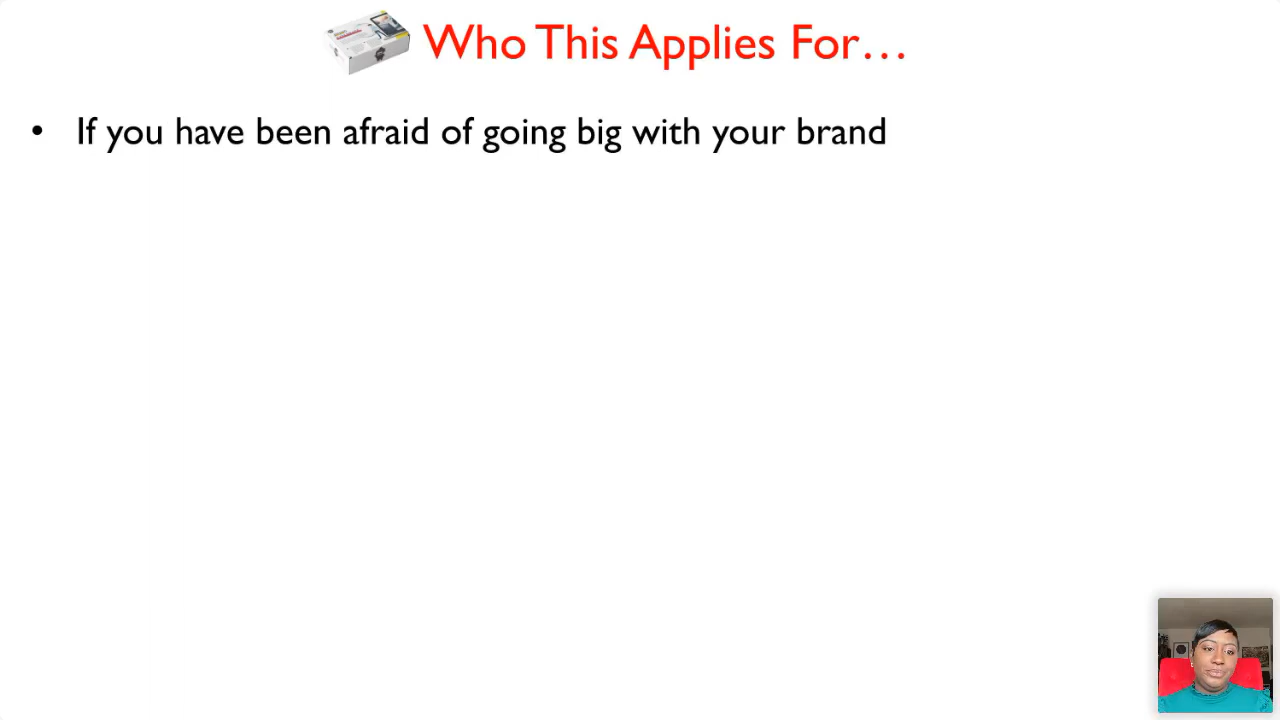 Who This Applies For…
• If you have been afraid of going big with your brand